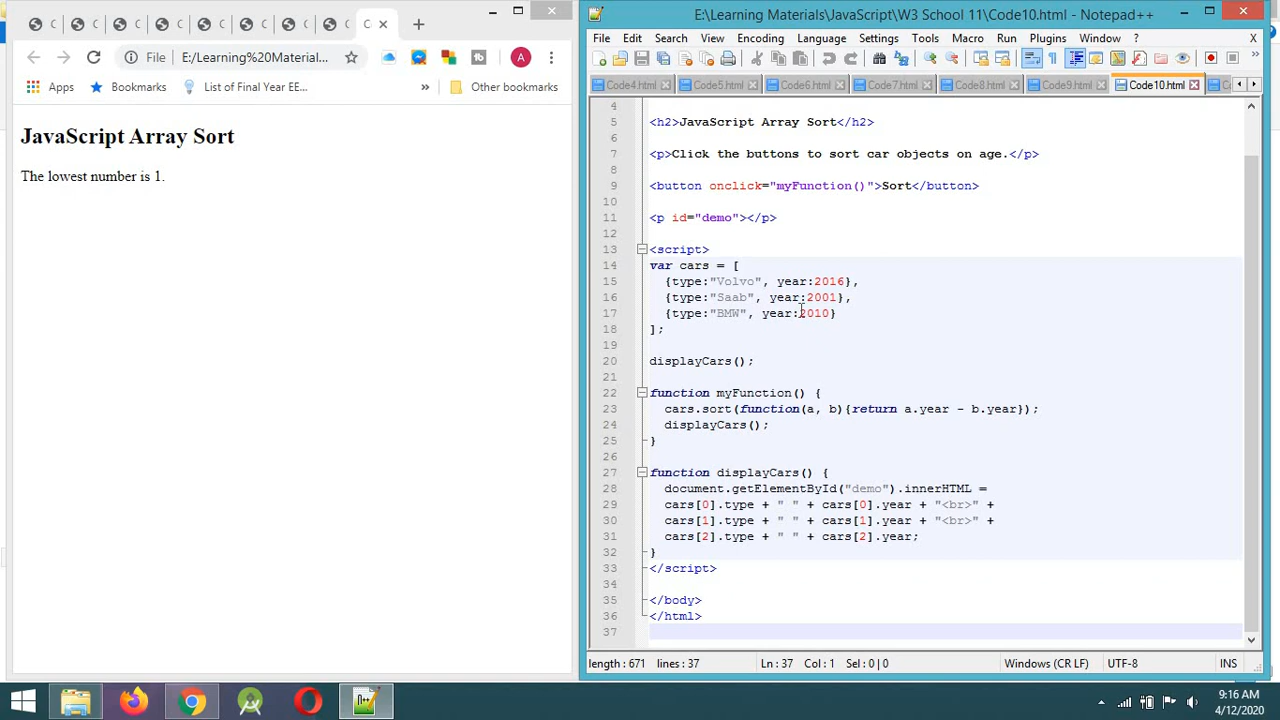 E:\Learning Materials\JavaScript\W3 School 11\Code10.html - Notepad++
C
C
C
C
C
C
C
C
C
File
E:/Learning%20Material...
A
Apps
Bookmarks
List of Final Year EE...
»
Other bookmarks
JavaScript Array Sort
The lowest number is 1.
File Edit Search View Encoding Language Settings Tools Macro Run Plugins Window ? X
Code4.html
Code5.html
Code6.html
Code7.html
Code8.html
Code9.html
Code10.html
4
5 <h2>JavaScript Array Sort</h2>
6
7 <p>Click the buttons to sort car objects on age.</p>
8
9 <button onclick="myFunction()">Sort</button>
10
11 <p id="demo"></p>
12
13 <script>
14 var cars = [
15 {type:"Volvo", year:2016},
16 {type:"Saab", year:2001},
17 {type:"BMW", year:2010}
18 ];
19
20 displayCars();
21
22 function myFunction() {
23 cars.sort(function(a, b){return a.year - b.year});
24 displayCars();
25 }
26
27 function displayCars() {
28 document.getElementById("demo").innerHTML =
29 cars[0].type + " " + cars[0].year + "<br>" +
30 cars[1].type + " " + cars[1].year + "<br>" +
31 cars[2].type + " " + cars[2].year;
32 }
33 </script>
34
35 </body>
36 </html>
37
length : 671 lines : 37 Ln : 37 Col : 1 Sel : 0 | 0 Windows (CR LF) UTF-8 INS
9:16 AM
4/12/2020